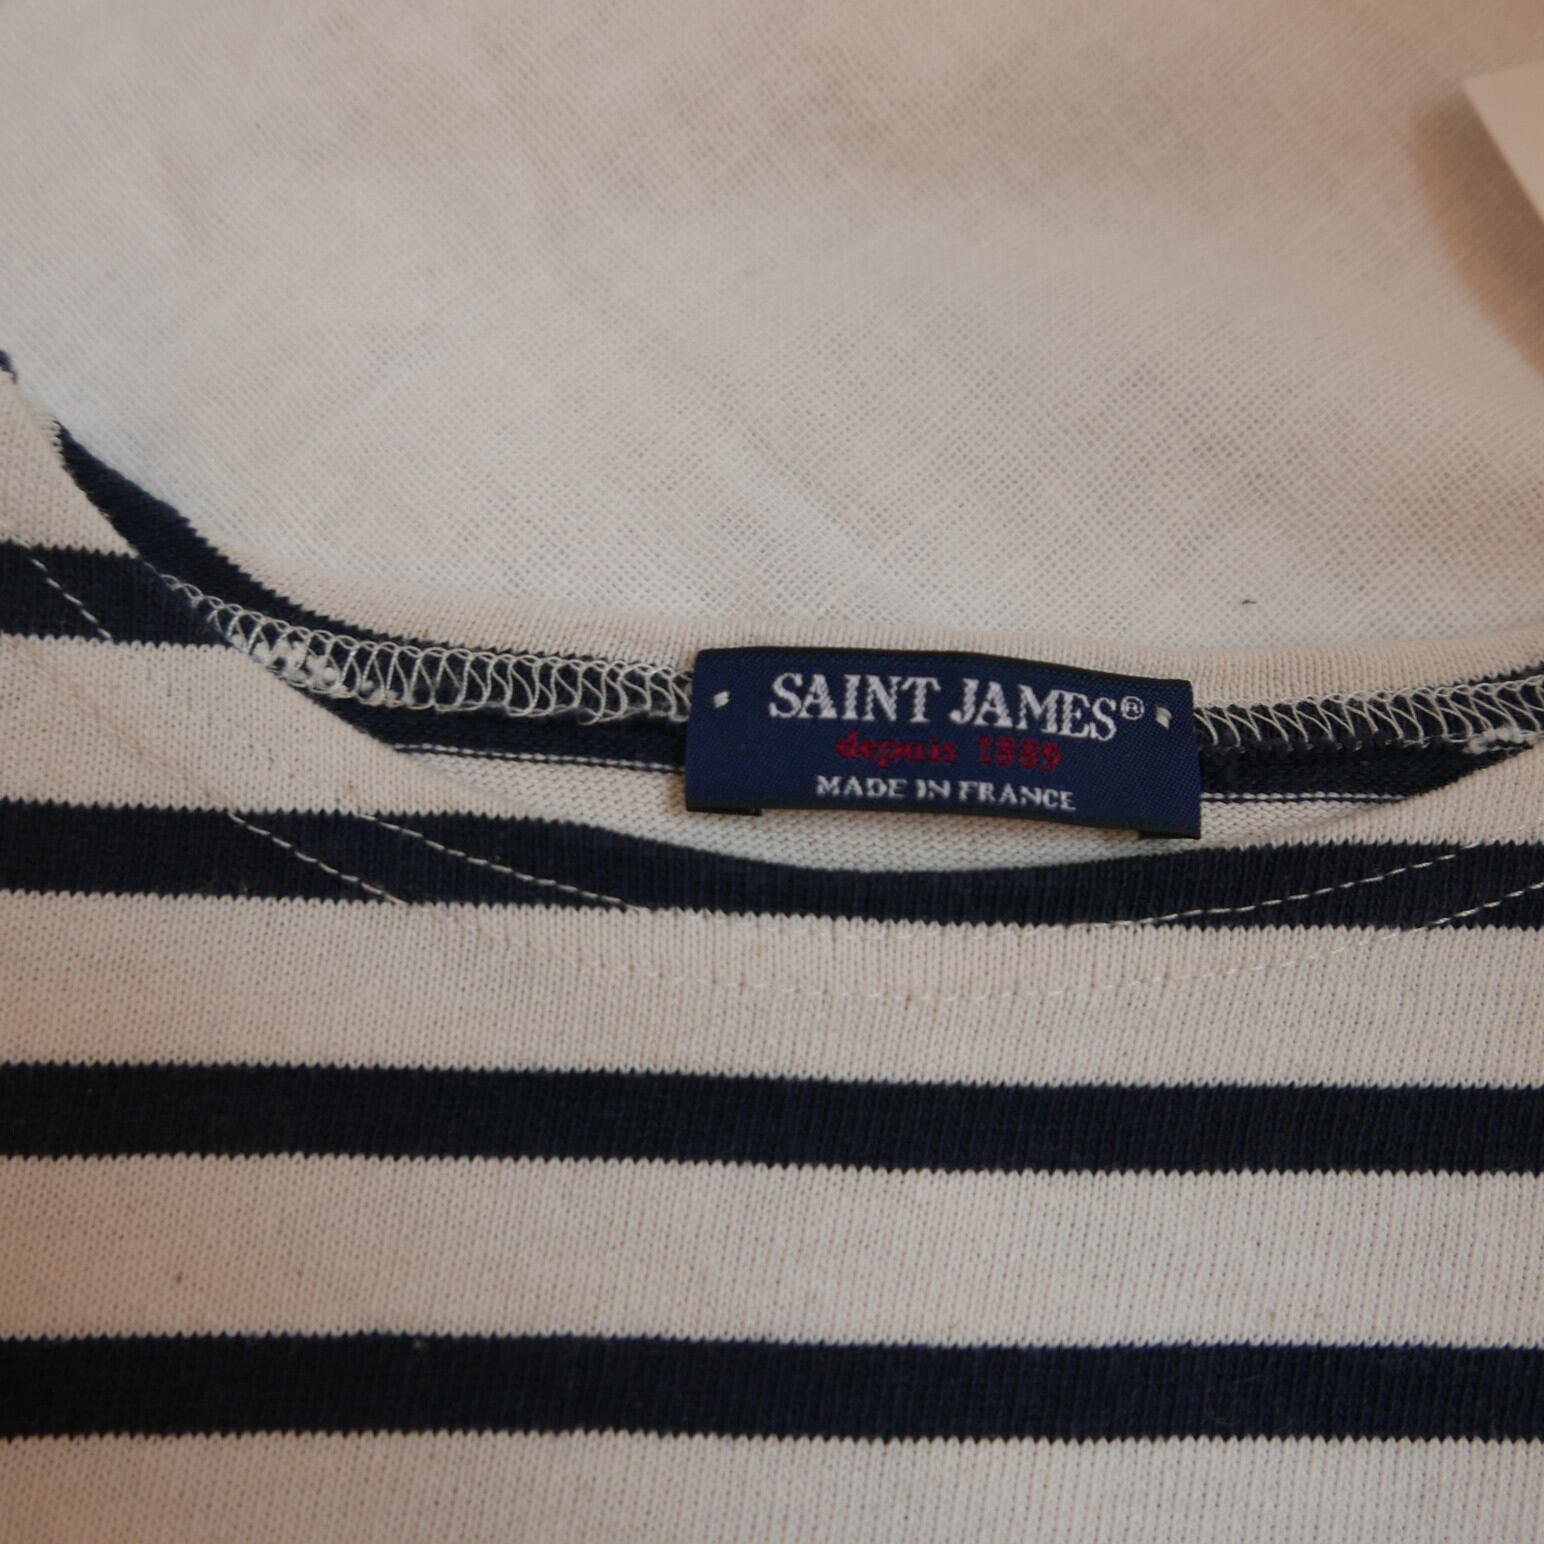 SAINT JAMES®
depuis 1889
MADE IN FRANCE